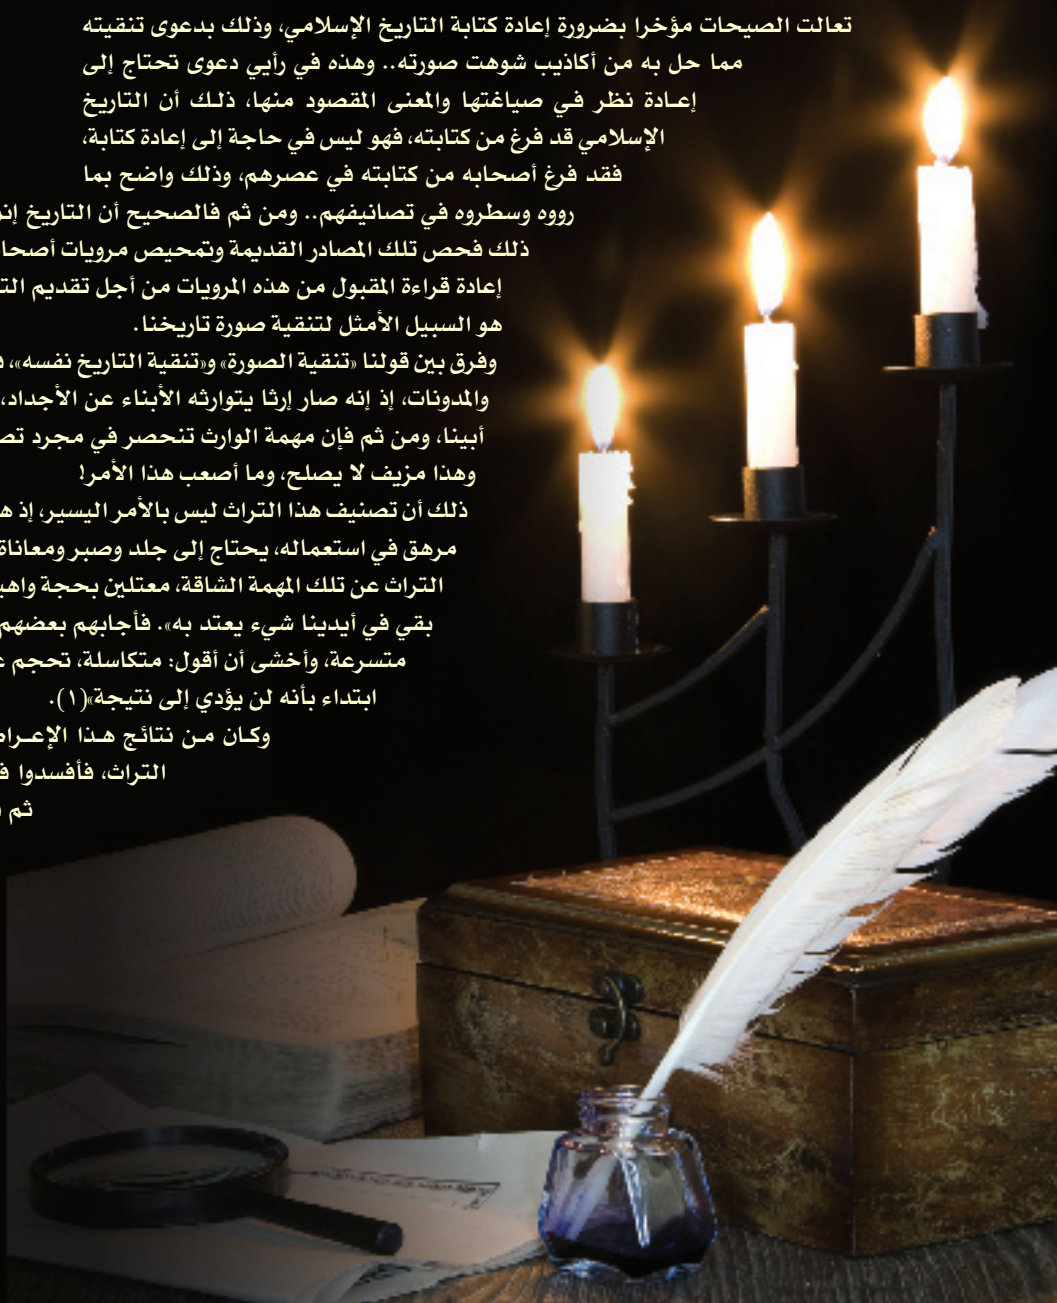 تعالت الصيحات مؤخرا بضرورة إعادة كتابة التاريخ الإسلامي، وذلك بدعوى تنقيته
مما حل به من أكاذيب شوهت صورته.. وهذه في رأيي دعوى تحتاج إلى
إعادة نظر في صياغتها والمعنى المقصود منها، ذلك أن التاريخ
الإسلامي قد فرغ من كتابته، فهو ليس في حاجة إلى إعادة كتابة،
فقد فرغ أصحابه من كتابته في عصرهم، وذلك واضح بما
رووه وسطروه في تصانيفهم.. ومن ثم فالصحيح أن التاريخ
ذلك فحص تلك المصادر القديمة وتمحيص مرويات
إعادة قراءة المقبول من هذه المرويات من أجل تقديم
هو السبيل الأمثل لتنقية صورة تاريخنا.
وفرق بين قولنا «تنقية الصورة» و«تنقية التاريخ نفسه»،
والمدونات، إذ إنه صار إرثا يتوارثه الأبناء عن الأجداد،
أبينا، ومن ثم فإن مهمة الوارث تنحصر في مجرد
وهذا مزيف لا يصلح، وما أصعب هذا الأمر!
ذلك أن تصنيف هذا التراث ليس بالأمر اليسير، إذ
مرهق في استعماله، يحتاج إلى جلد وصبر ومعاناة
التراث عن تلك المهمة الشاقة، معتلين بحجة
بقي في أيدينا شيء يعتد به». فأجابهم بعضهم
متسرعة، وأخشى أن أقول: متكاسلة، تحجم
ابتداء بأنه لن يؤدي إلى نتيجة»(١).
وكان من نتائج هذا
التراث، فأفسدوا
ثم